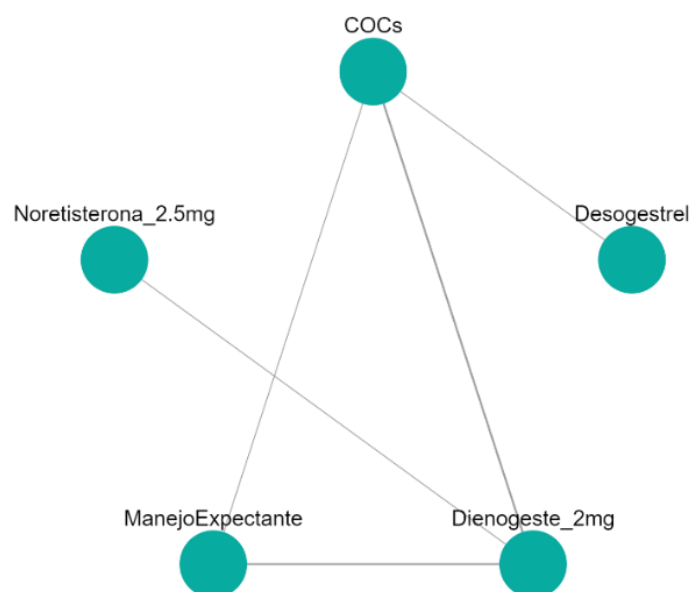 COCs
Noretisterona_2.5mg
Desogestrel
ManejoExpectante
Dienogeste_2mg